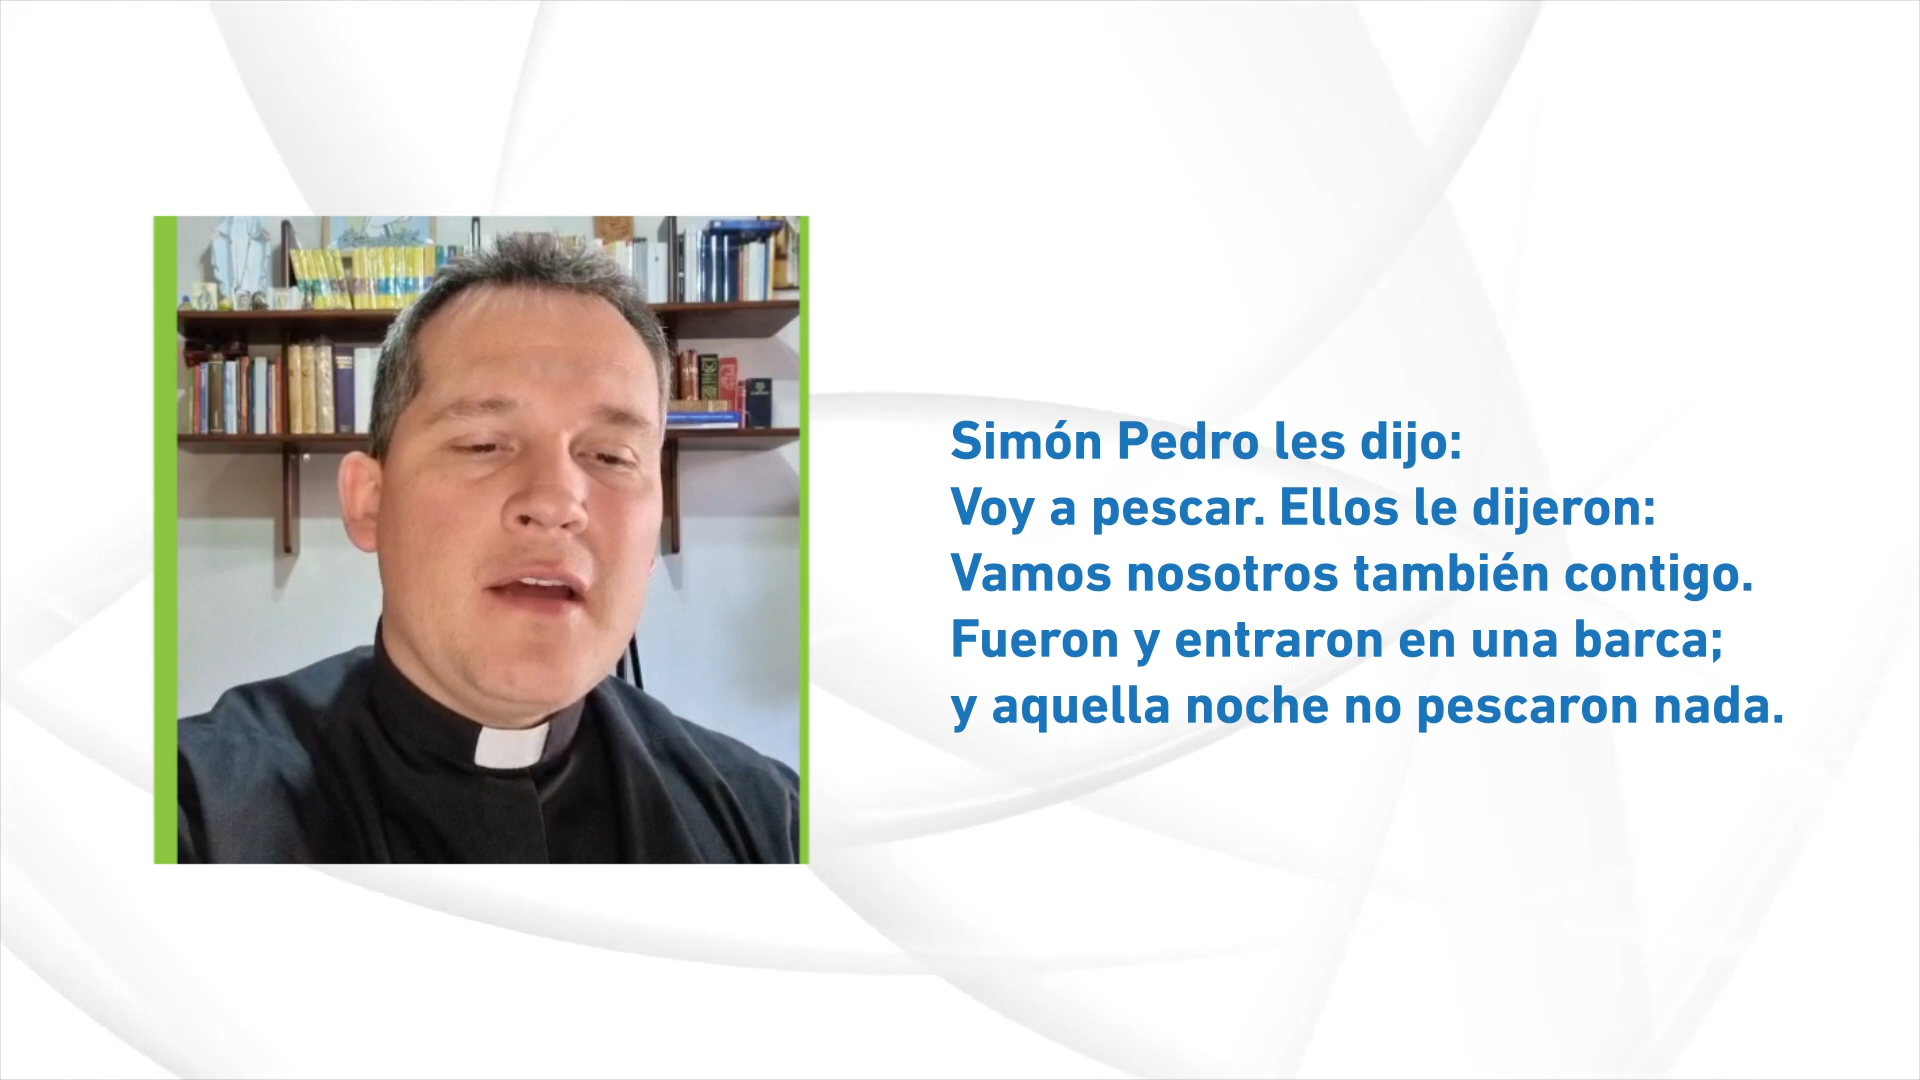 Simón Pedro les dijo:
Voy a pescar. Ellos le dijeron:
Vamos nosotros también contigo.
Fueron y entraron en una barca;
y aquella noche no pescaron nada.